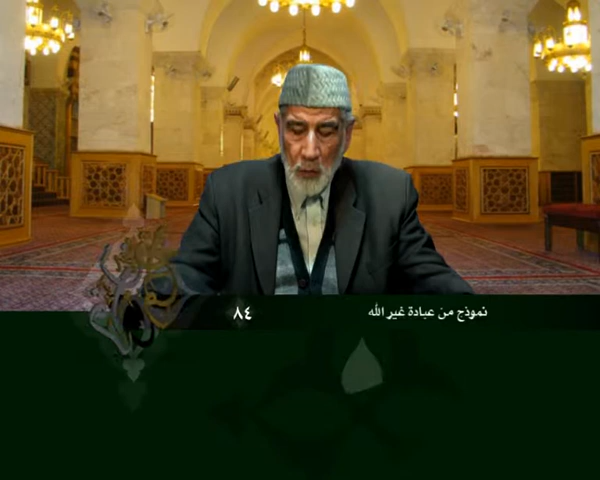 نموذج من عبادة غير الله
٨٤